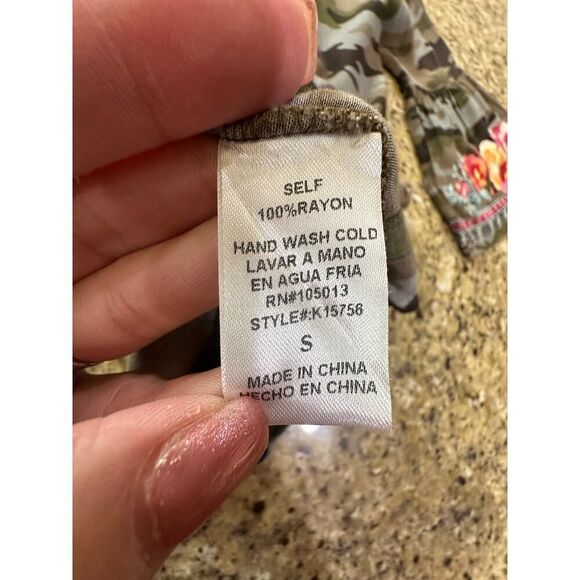 SELF
100%RAYON
HAND WASH COLD
LAVAR A MANO
EN AGUA FRIA
RN#105013
STYLE#:K15756
S
MADE IN CHINA
HECHO EN CHINA